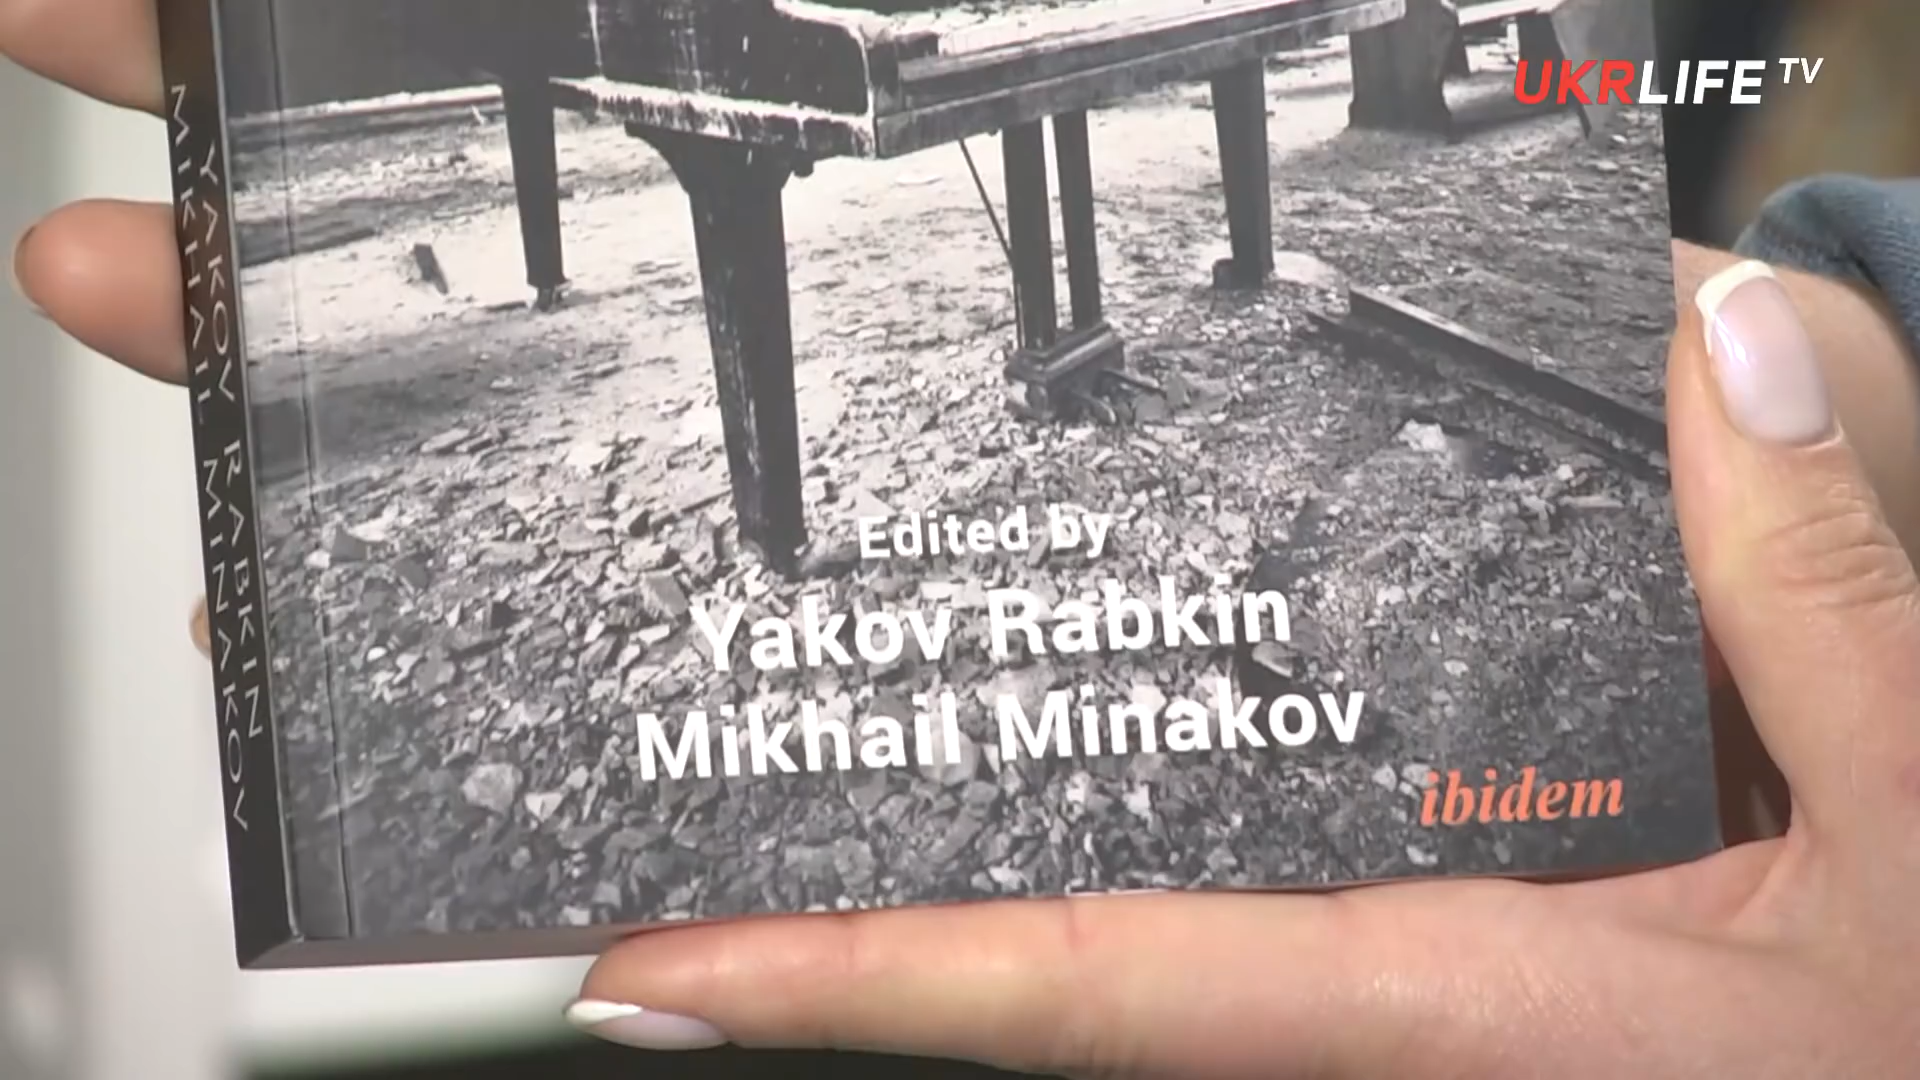 UKRLIFE TV
YAKOV RABKIN
MIKHAIL MINAKOV
Edited by
Yakov Rabkin
Mikhail Minakov
ibidem